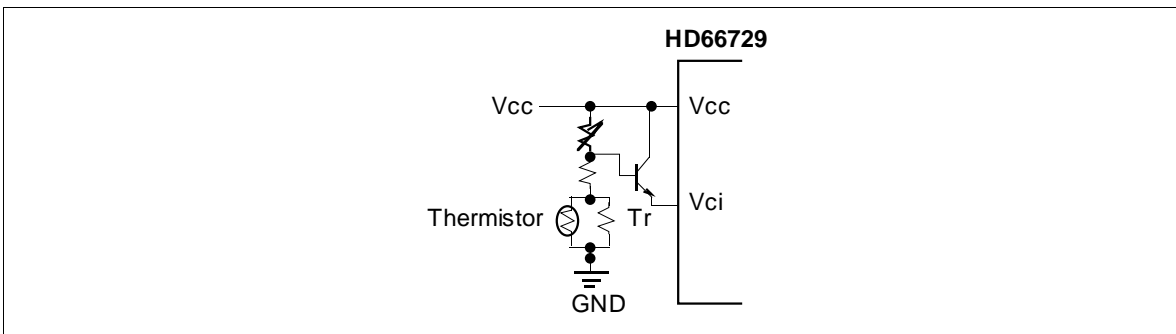 HD66729
Vcc
Vcc
Vci
Thermistor
Tr
GND